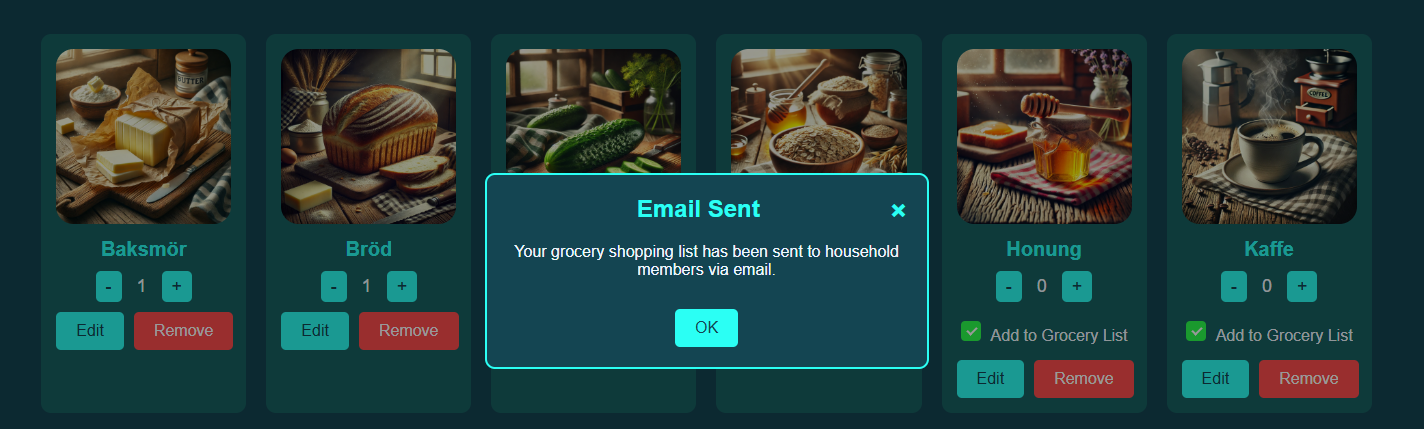 BUTTER
COFFEE
Email Sent
×
Your grocery shopping list has been sent to household
members via email.
OK
Baksmör
- 1 +
Edit Remove
Bröd
- 1 +
Edit Remove
Honung
- 0 +
Add to Grocery List
Edit Remove
Kaffe
- 0 +
Add to Grocery List
Edit Remove